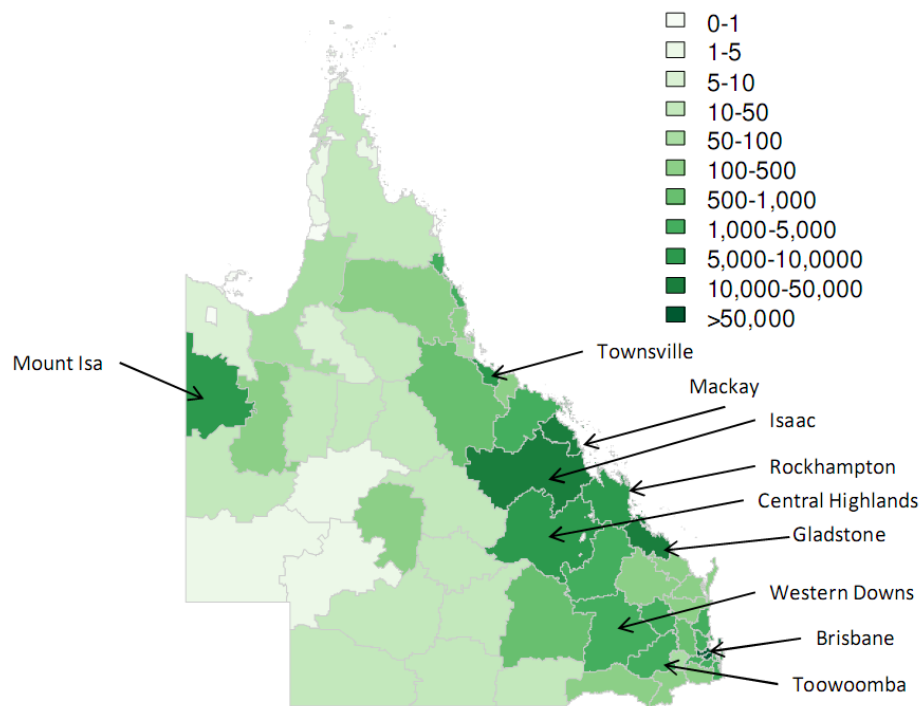 0-1
1-5
5-10
10-50
50-100
100-500
500-1,000
1,000-5,000
5,000-10,0000
10,000-50,000
>50,000
Mount Isa
Townsville
Mackay
Isaac
Rockhampton
Central Highlands
Gladstone
Western Downs
Brisbane
Toowoomba